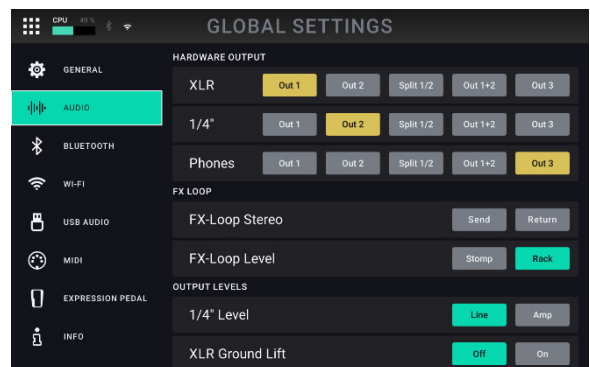 CPU 49 % GLOBAL SETTINGS
GENERAL
AUDIO
BLUETOOTH
WI-FI
USB AUDIO
MIDI
EXPRESSION PEDAL
INFO
HARDWARE OUTPUT
XLR Out 1 Out 2 Split 1/2 Out 1+2 Out 3
1/4" Out 1 Out 2 Split 1/2 Out 1+2 Out 3
Phones Out 1 Out 2 Split 1/2 Out 1+2 Out 3
FX LOOP
FX-Loop Stereo Send Return
FX-Loop Level Stomp Rack
OUTPUT LEVELS
1/4" Level Line Amp
XLR Ground Lift Off On